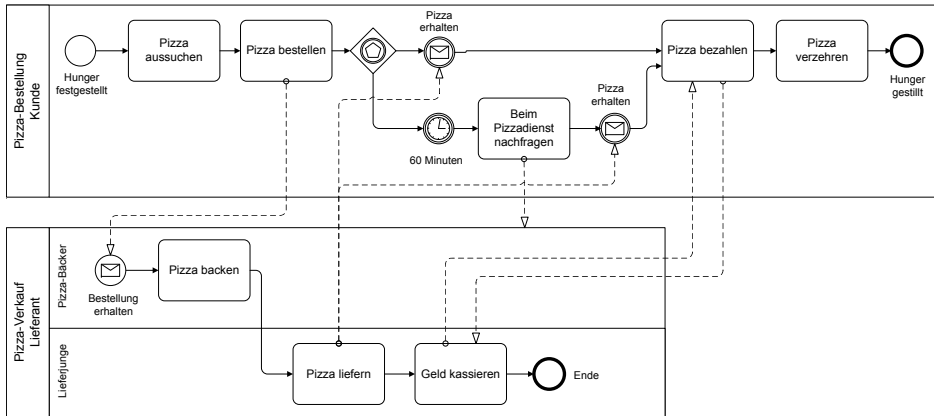 Pizza-Bestellung
Kunde
Hunger
festgestellt
Pizza
aussuchen
Pizza bestellen
Pizza
erhalten
60 Minuten
Beim
Pizzadienst
nachfragen
Pizza
erhalten
Pizza bezahlen
Pizza
verzehren
Hunger
gestillt
Pizza-Verkauf
Lieferant
Pizza-Bäcker
Bestellung
erhalten
Pizza backen
Lieferjunge
Pizza liefern
Geld kassieren
Ende